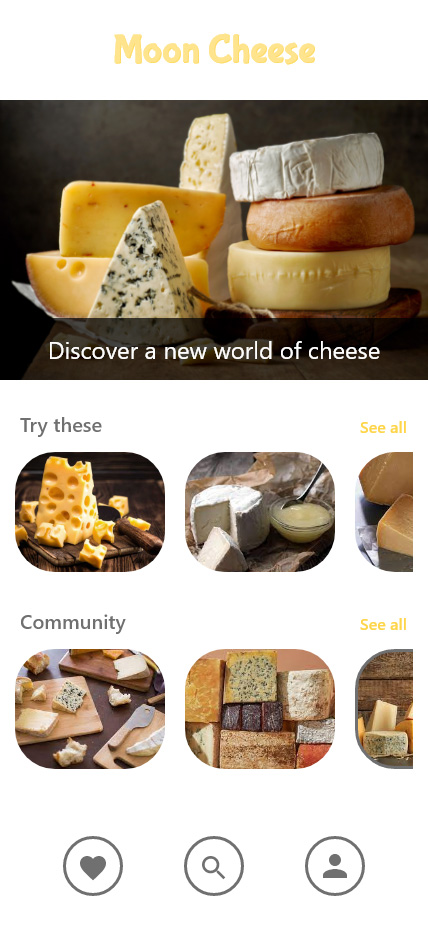 Moon Cheese
Discover a new world of cheese
Try these
See all
Community
See all